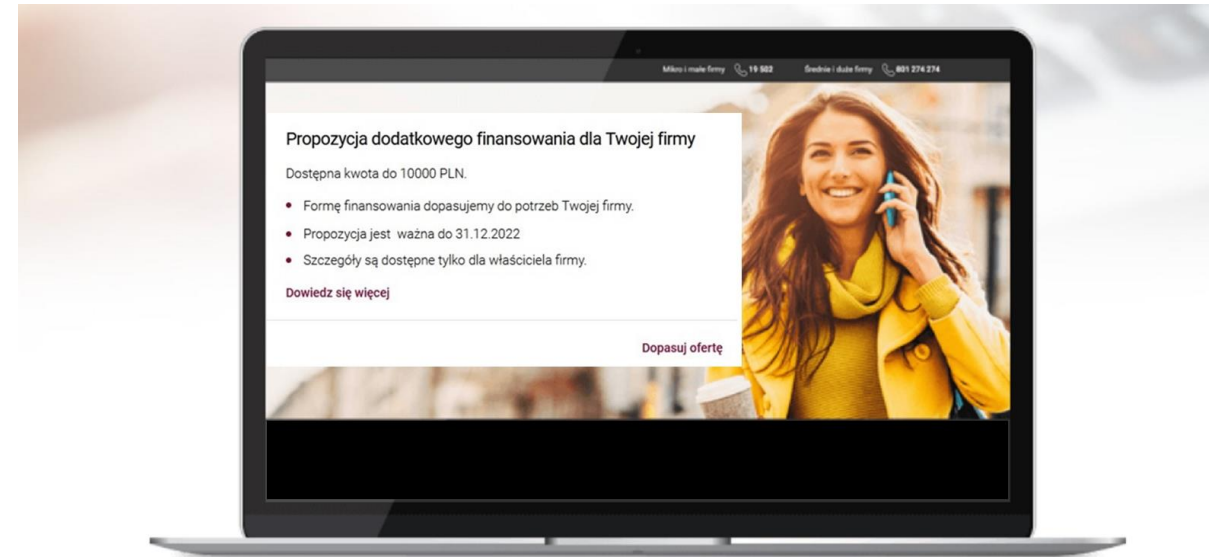 Mikro i małe firmy 19 502 Średnie i duże firmy 801 274 274
Propozycja dodatkowego finansowania dla Twojej firmy
Dostępna kwota do 10000 PLN.
• Formę finansowania dopasujemy do potrzeb Twojej firmy.
• Propozycja jest ważna do 31.12.2022
• Szczegóły są dostępne tylko dla właściciela firmy.
Dowiedz się więcej
Dopasuj ofertę